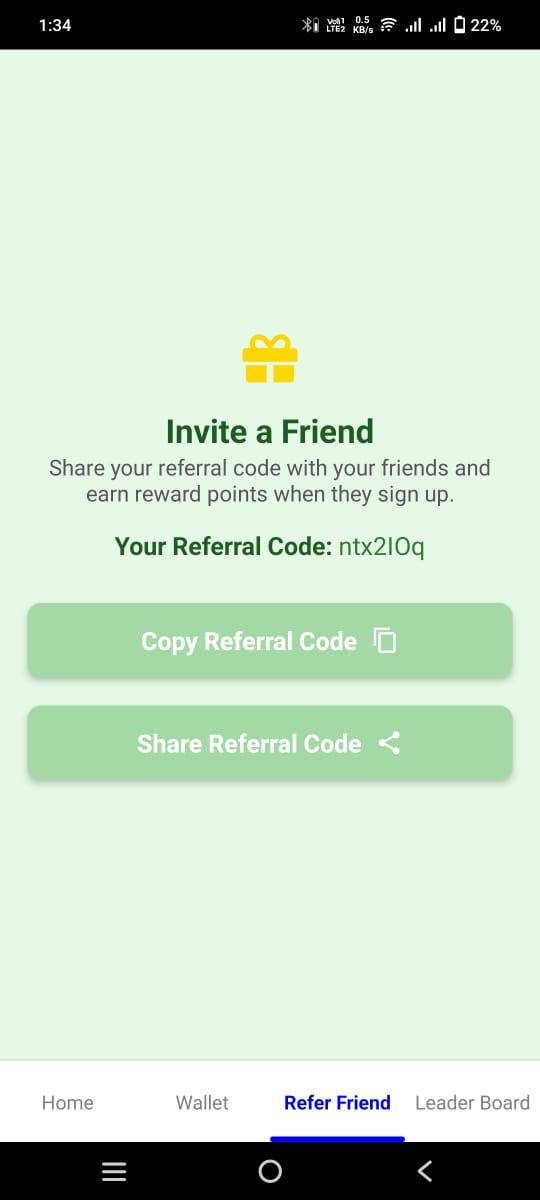 1:34
Vo)) 1
LTE2
0.5
KB/s
22%
Invite a Friend
Share your referral code with your friends and
earn reward points when they sign up.
Your Referral Code: ntx2IOq
Copy Referral Code
Share Referral Code
Home Wallet Refer Friend Leader Board